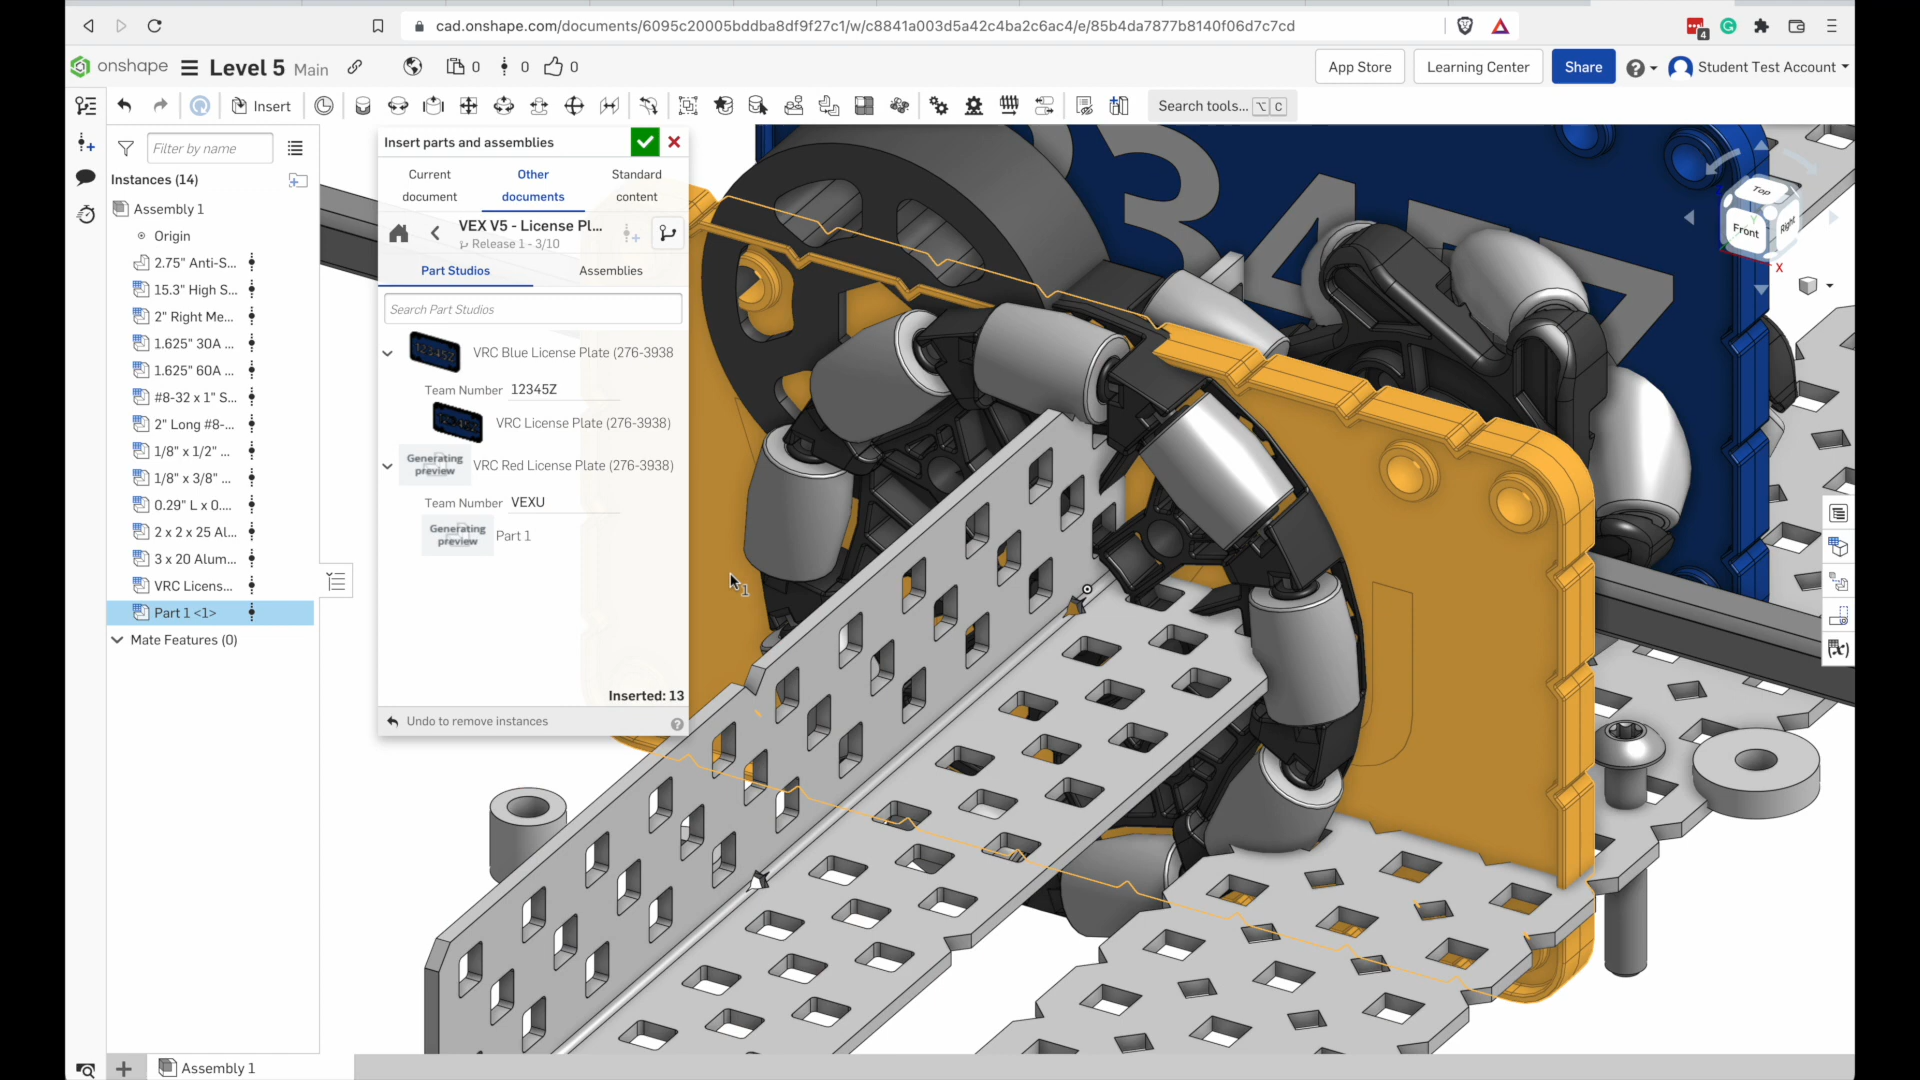 cad.onshape.com/documents/6095c20005bddba8df9f27c1/w/c8841a003d5a42c4ba2c6ac4/e/85b4da7877b8140f06d7c7cd
4
onshape Level 5 Main 0 0 0
App Store Learning Center Share ? Student Test Account
Insert Search tools... ⌥ C
Filter by name
Instances (14)
Assembly 1
Origin
2.75" Anti-S...
15.3" High S...
2" Right Me...
1.625" 30A ...
1.625" 60A ...
#8-32 x 1" S...
2" Long #8-...
1/8" x 1/2" ...
1/8" x 3/8" ...
0.29" L x 0....
2 x 2 x 25 Al...
3 x 20 Alum...
VRC Licens...
Part 1 <1>
Mate Features (0)
Insert parts and assemblies
Current document
Other documents
Standard content
VEX V5 - License Pl...
Release 1 - 3/10
Part Studios Assemblies
Search Part Studios
VRC Blue License Plate (276-3938
Team Number 12345Z
VRC License Plate (276-3938)
Generating preview
VRC Red License Plate (276-3938)
Team Number VEXU
Generating preview
Part 1
Inserted: 13
Undo to remove instances ?
1
Top
Front Right
X
Assembly 1